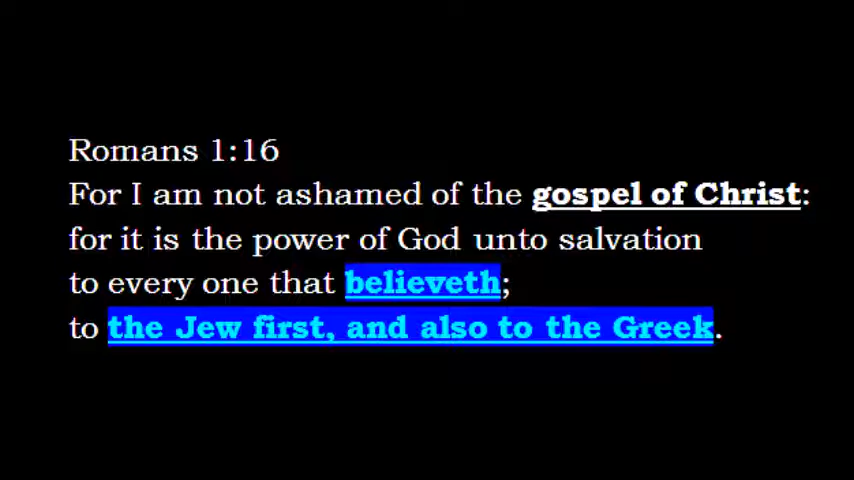 Romans 1:16
For I am not ashamed of the gospel of Christ:
for it is the power of God unto salvation
to every one that believeth;
to the Jew first, and also to the Greek.